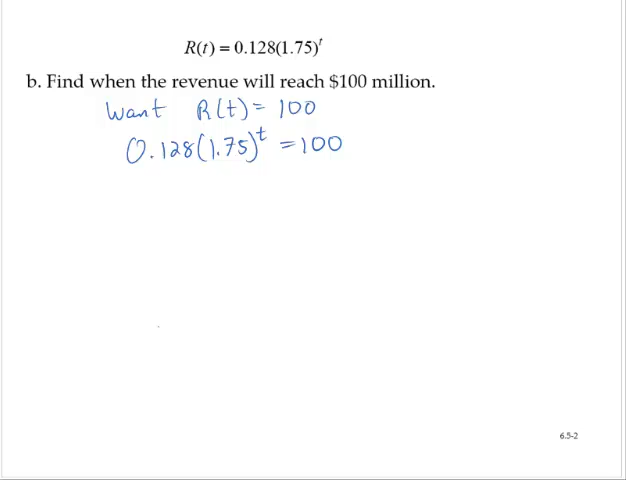 R(t) = 0.128(1.75)^t
b. Find when the revenue will reach $100 million.
Want R(t) = 100
0.128(1.75)^t = 100
6.5-2